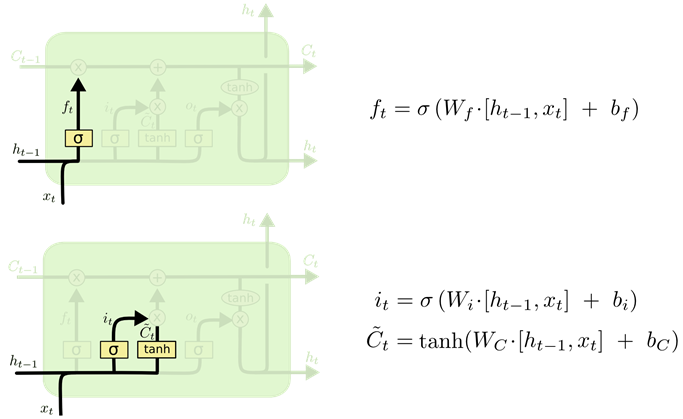 h_t
C_{t-1}
C_t
×
+
tanh
f_t
i_t
C̃_t
o_t
×
×
σ
σ
tanh
σ
h_{t-1}
h_t
x_t
f_t = σ (W_f·[h_{t-1}, x_t] + b_f)
h_t
C_{t-1}
C_t
×
+
tanh
f_t
i_t
C̃_t
o_t
×
×
σ
σ
tanh
σ
h_{t-1}
h_t
x_t
i_t = σ (W_i·[h_{t-1}, x_t] + b_i)
C̃_t = tanh(W_C·[h_{t-1}, x_t] + b_C)